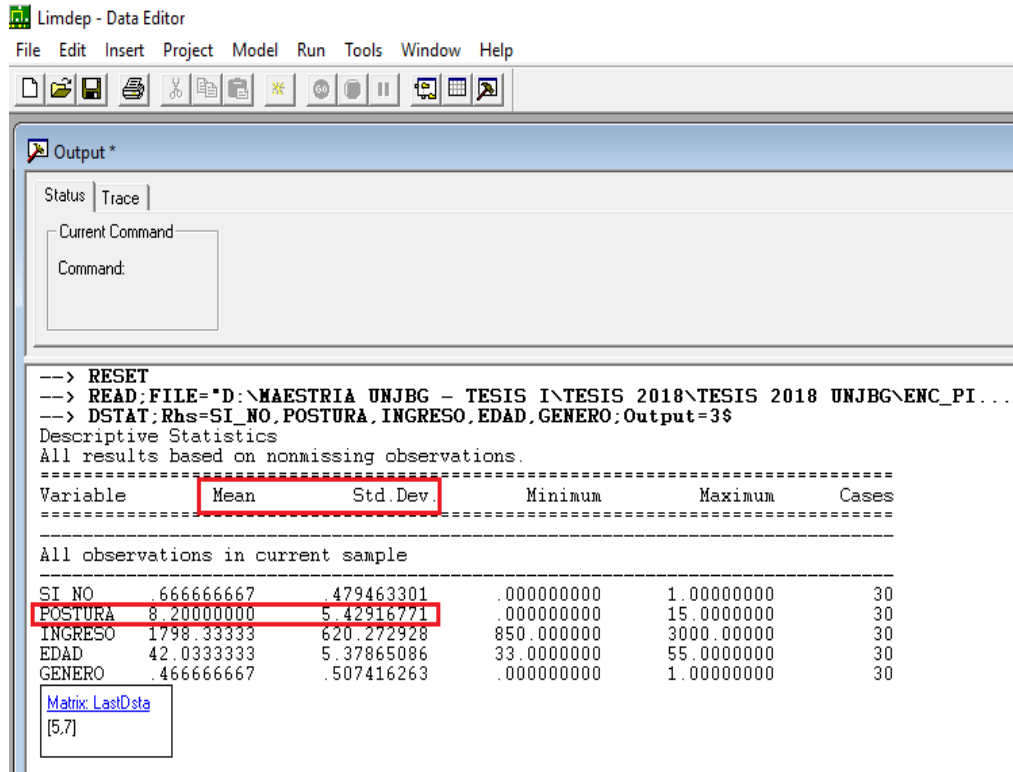 Limdep - Data Editor
File Edit Insert Project Model Run Tools Window Help
GO
Output *
Status Trace
Current Command
Command:
--> RESET
--> READ;FILE="D:\MAESTRIA UNJBG - TESIS I\TESIS 2018\TESIS 2018 UNJBG\ENC_PI...
--> DSTAT;Rhs=SI_NO,POSTURA,INGRESO,EDAD,GENERO;Output=3$
Descriptive Statistics
All results based on nonmissing observations.
===============================================================================
Variable Mean Std.Dev. Minimum Maximum Cases
===============================================================================
-------------------------------------------------------------------------------
All observations in current sample
-------------------------------------------------------------------------------
SI_NO .666666667 .479463301 .000000000 1.00000000 30
POSTURA 8.20000000 5.42916771 .000000000 15.0000000 30
INGRESO 1798.33333 620.272928 850.000000 3000.00000 30
EDAD 42.0333333 5.37865086 33.0000000 55.0000000 30
GENERO .466666667 .507416263 .000000000 1.00000000 30
Matrix: LastDsta
[5,7]